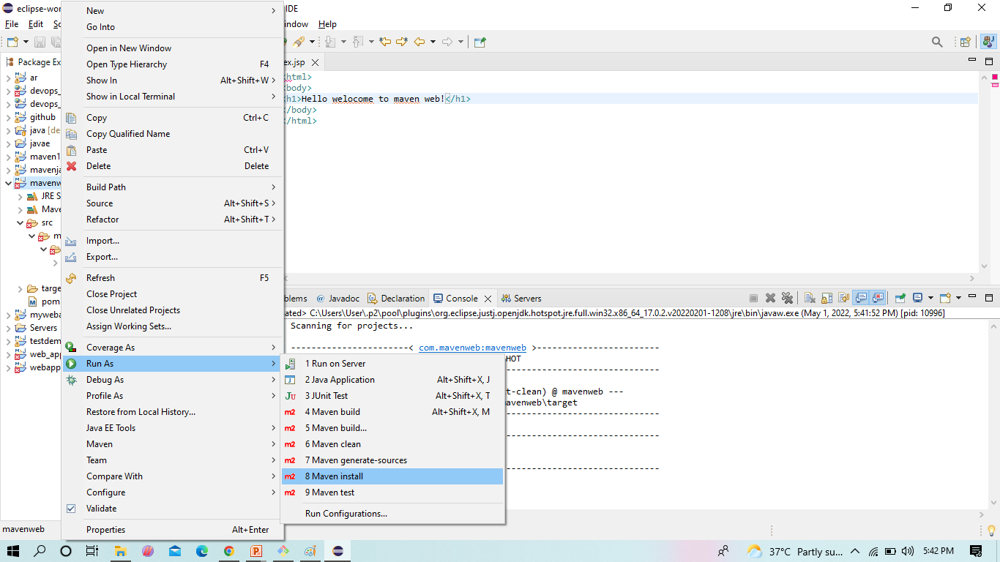 eclipse-wor IDE
File Edit S indow Help
Package Ex
ar
devops_
devops_
github
java [de
javae
maven1
mavenja
mavenw
JRE S
Mave
src
m
targe
pom
myweba
Servers
testdem
web_app
webapp
New
Go Into
Open in New Window
Open Type Hierarchy F4
Show In Alt+Shift+W
Show in Local Terminal
Copy Ctrl+C
Copy Qualified Name
Paste Ctrl+V
Delete Delete
Build Path
Source Alt+Shift+S
Refactor Alt+Shift+T
Import...
Export...
Refresh F5
Close Project
Close Unrelated Projects
Assign Working Sets...
Coverage As
Run As
Debug As
Profile As
Restore from Local History...
Java EE Tools
Maven
Team
Compare With
Configure
Validate
Properties Alt+Enter
ex.jsp
html>
body>
h1>Hello welocome to maven web!</h1>
/body>
/html>
blems @ Javadoc Declaration Console Servers
ated> C:\Users\User\.p2\pool\plugins\org.eclipse.justj.openjdk.hotspot.jre.full.win32.x86_64_17.0.2.v20220201-1208\jre\bin\javaw.exe (May 1, 2022, 5:41:52 PM) [pid: 10996]
Scanning for projects...
----------------------< com.mavenweb:mavenweb >-----------------------
HOT
t-clean) @ mavenweb ---
avenweb\target
1 Run on Server
2 Java Application Alt+Shift+X, J
3 JUnit Test Alt+Shift+X, T
4 Maven build Alt+Shift+X, M
5 Maven build...
6 Maven clean
7 Maven generate-sources
8 Maven install
9 Maven test
Run Configurations...
mavenweb
37°C Partly su... 5:42 PM